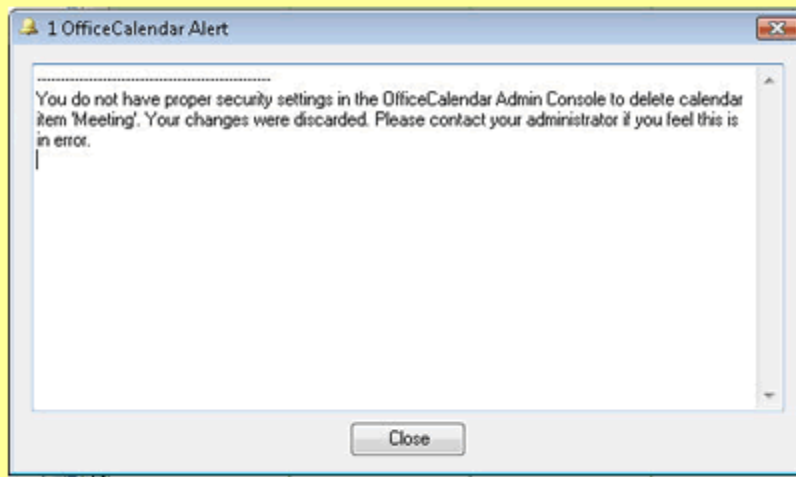 1 OfficeCalendar Alert
----------------------------------------------------
You do not have proper security settings in the OfficeCalendar Admin Console to delete calendar
item 'Meeting'. Your changes were discarded. Please contact your administrator if you feel this is
in error.
Close